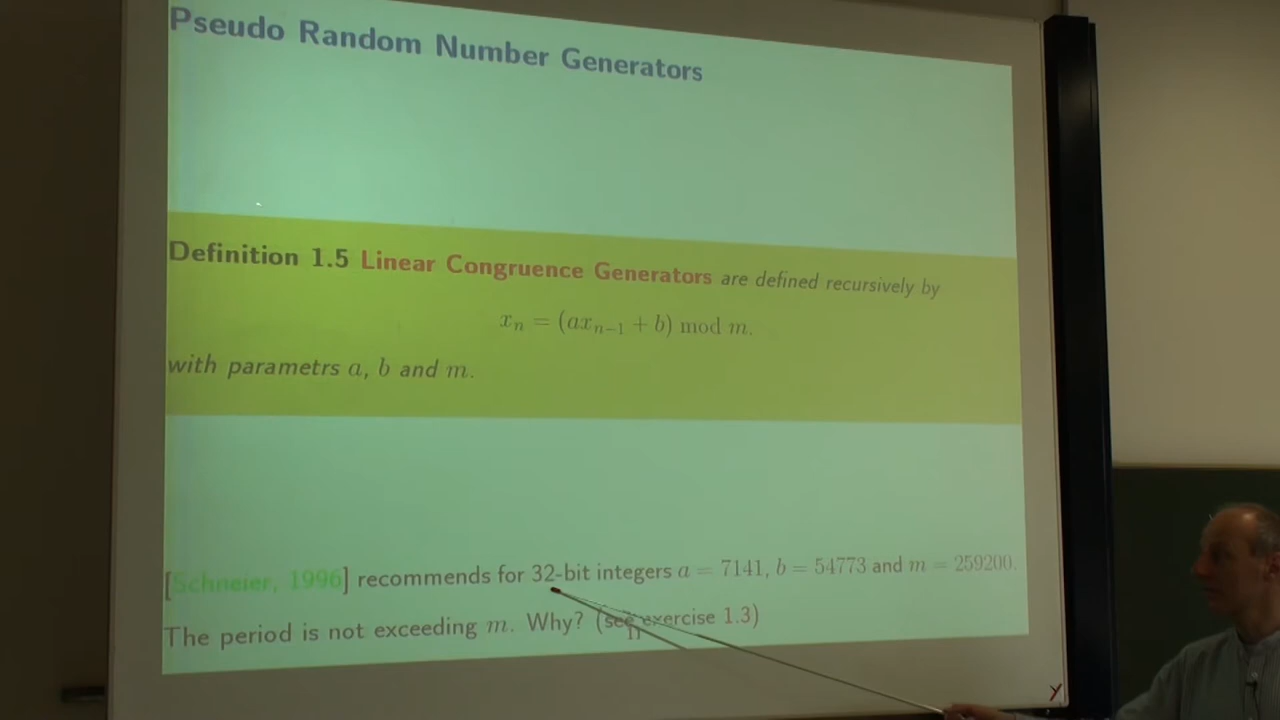 Pseudo Random Number Generators
Definition 1.5 Linear Congruence Generators are defined recursively by
xₙ = (axₙ₋₁ + b) mod m.
with parametrs a, b and m.
[Schneier, 1996] recommends for 32-bit integers a = 7141, b = 54773 and m = 259200.
The period is not exceeding m. Why? (see exercise 1.3)